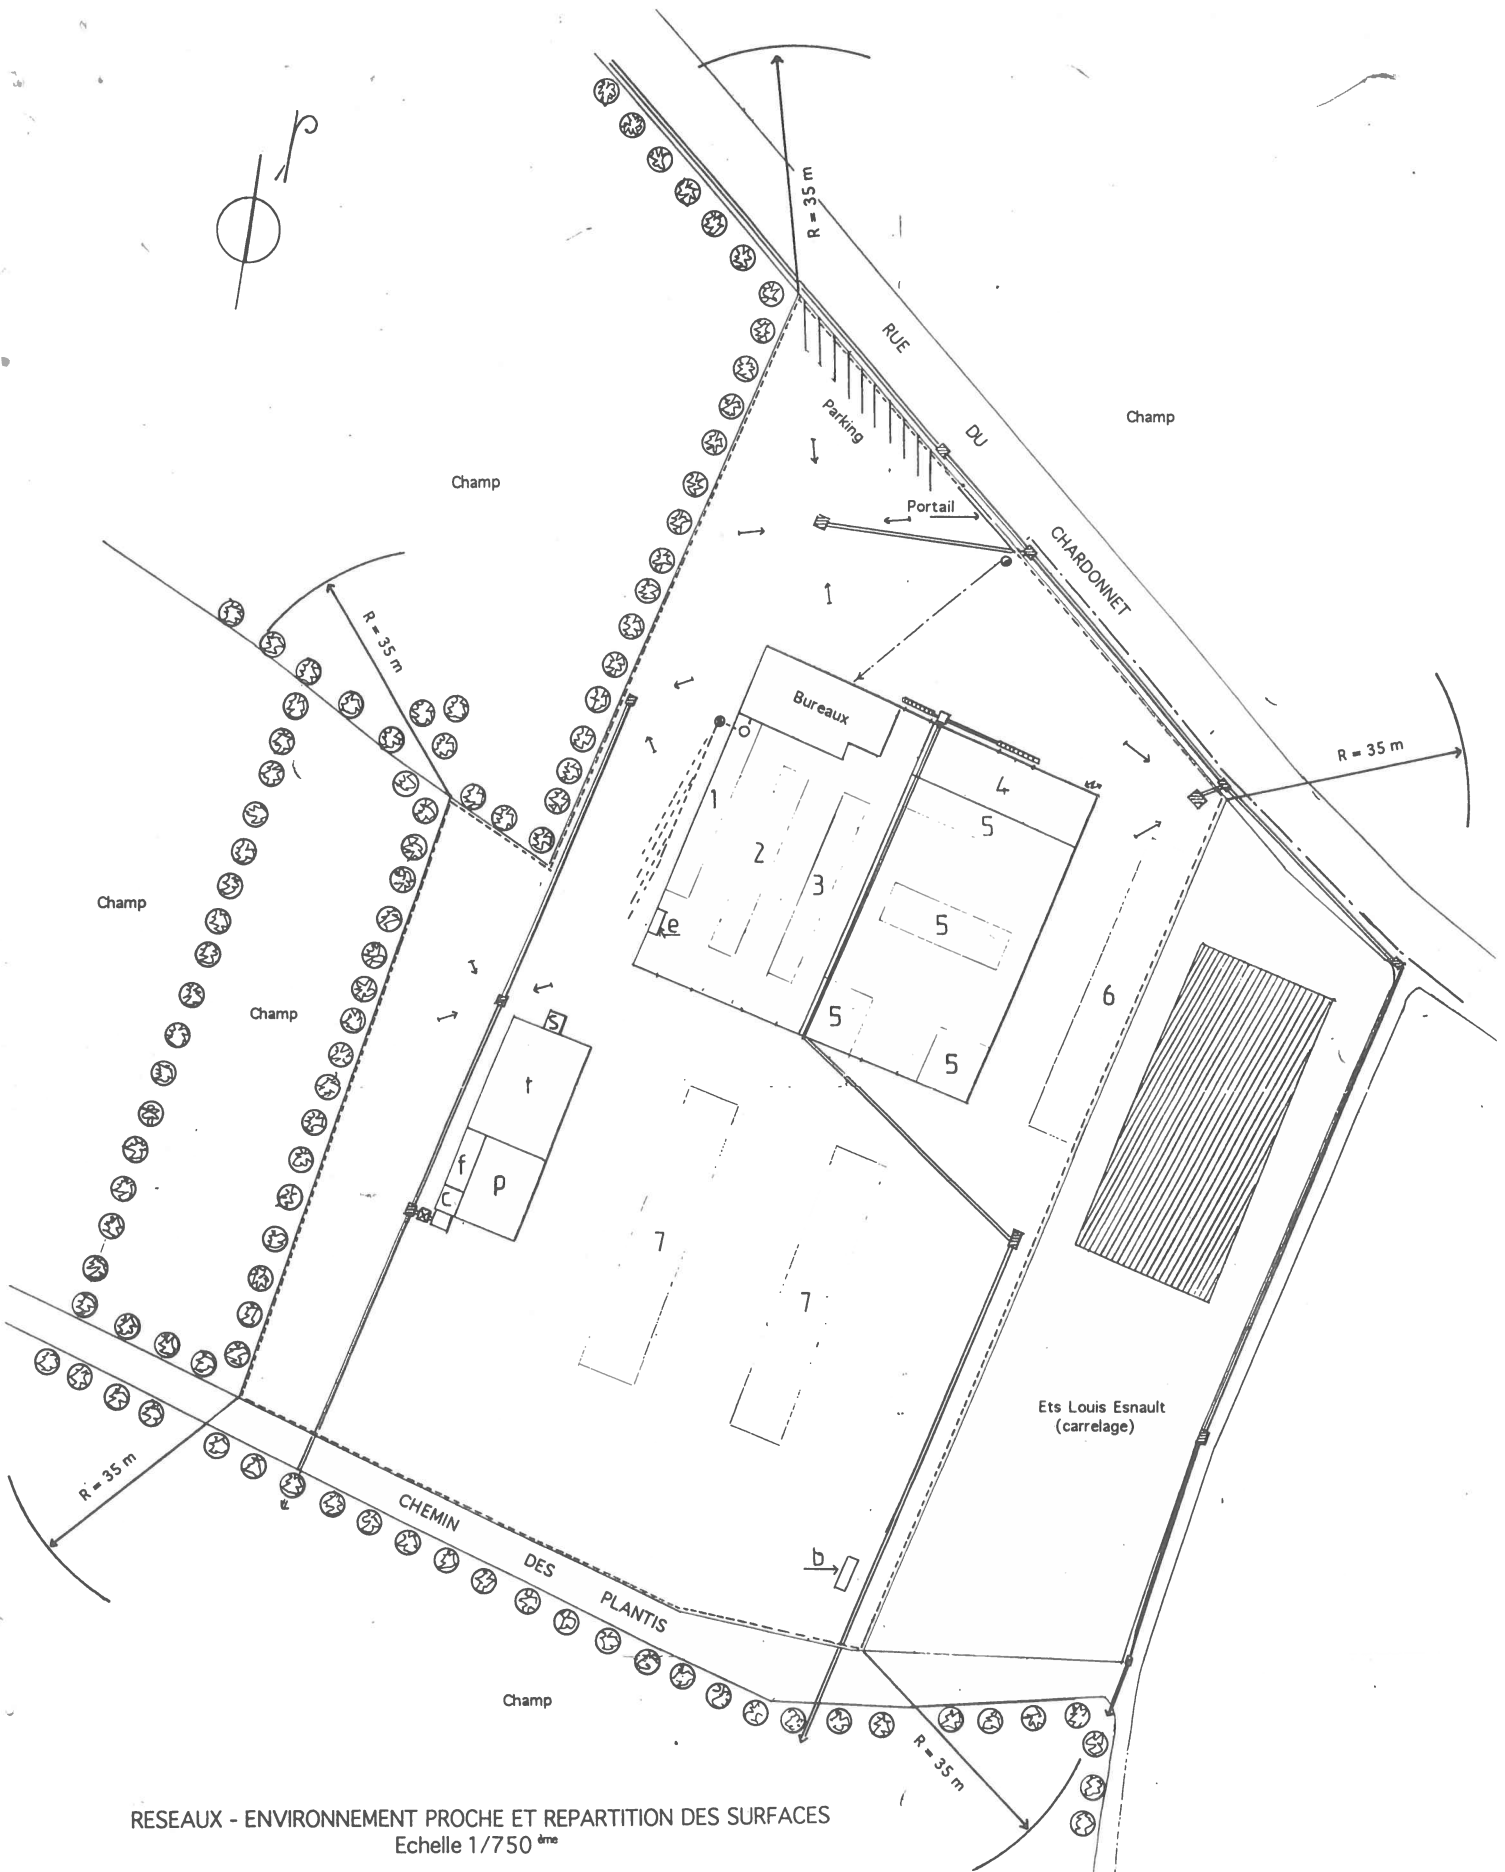 R = 35 m
RUE
DU
CHARDONNET
Champ
Parking
Champ
Portail
R = 35 m
Bureaux
R = 35 m
1
2
3
4
5
5
5
5
e
6
Champ
Champ
s
r
f
p
c
7
7
Ets Louis Esnault
(carrelage)
R = 35 m
CHEMIN
DES
PLANTIS
b
Champ
R = 35 m
RESEAUX - ENVIRONNEMENT PROCHE ET REPARTITION DES SURFACES
Echelle 1/750 ème